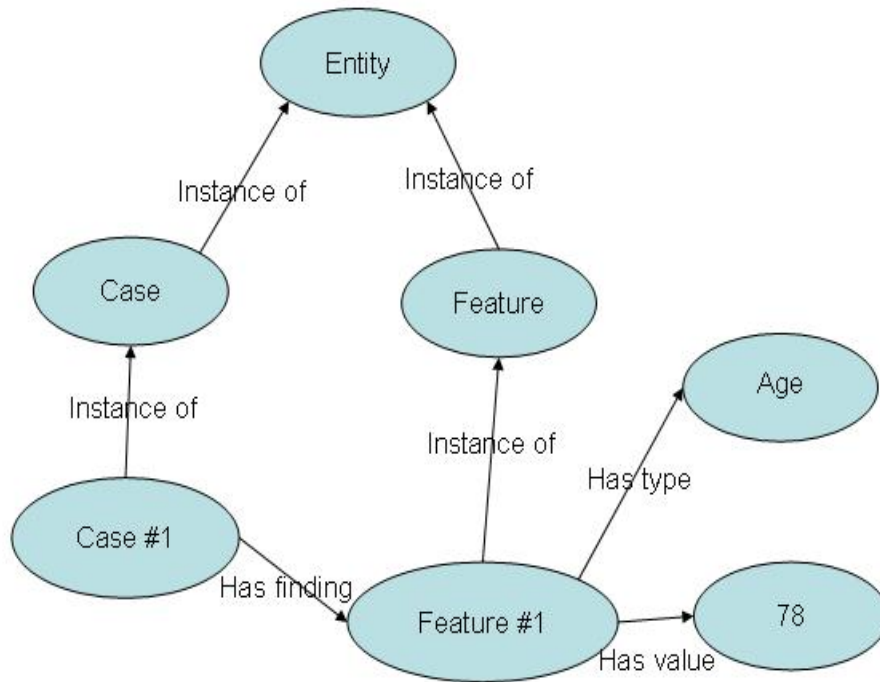 Entity
Instance of
Instance of
Case
Feature
Age
Instance of
Instance of
Has type
Case #1
Has finding
Feature #1
78
Has value